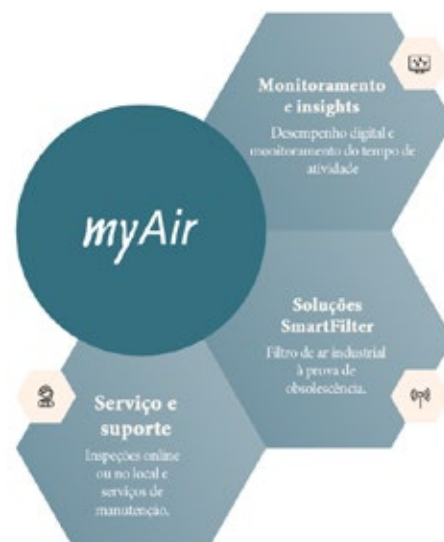 Monitoramento
e insights
Desempenho digital e
monitoramento do tempo de
atividade
myAir
Soluções
SmartFilter
Filtro de ar industrial
à prova de
obsolescência.
Serviço e
suporte
Inspeções online
ou no local e
serviços de
manutenção.